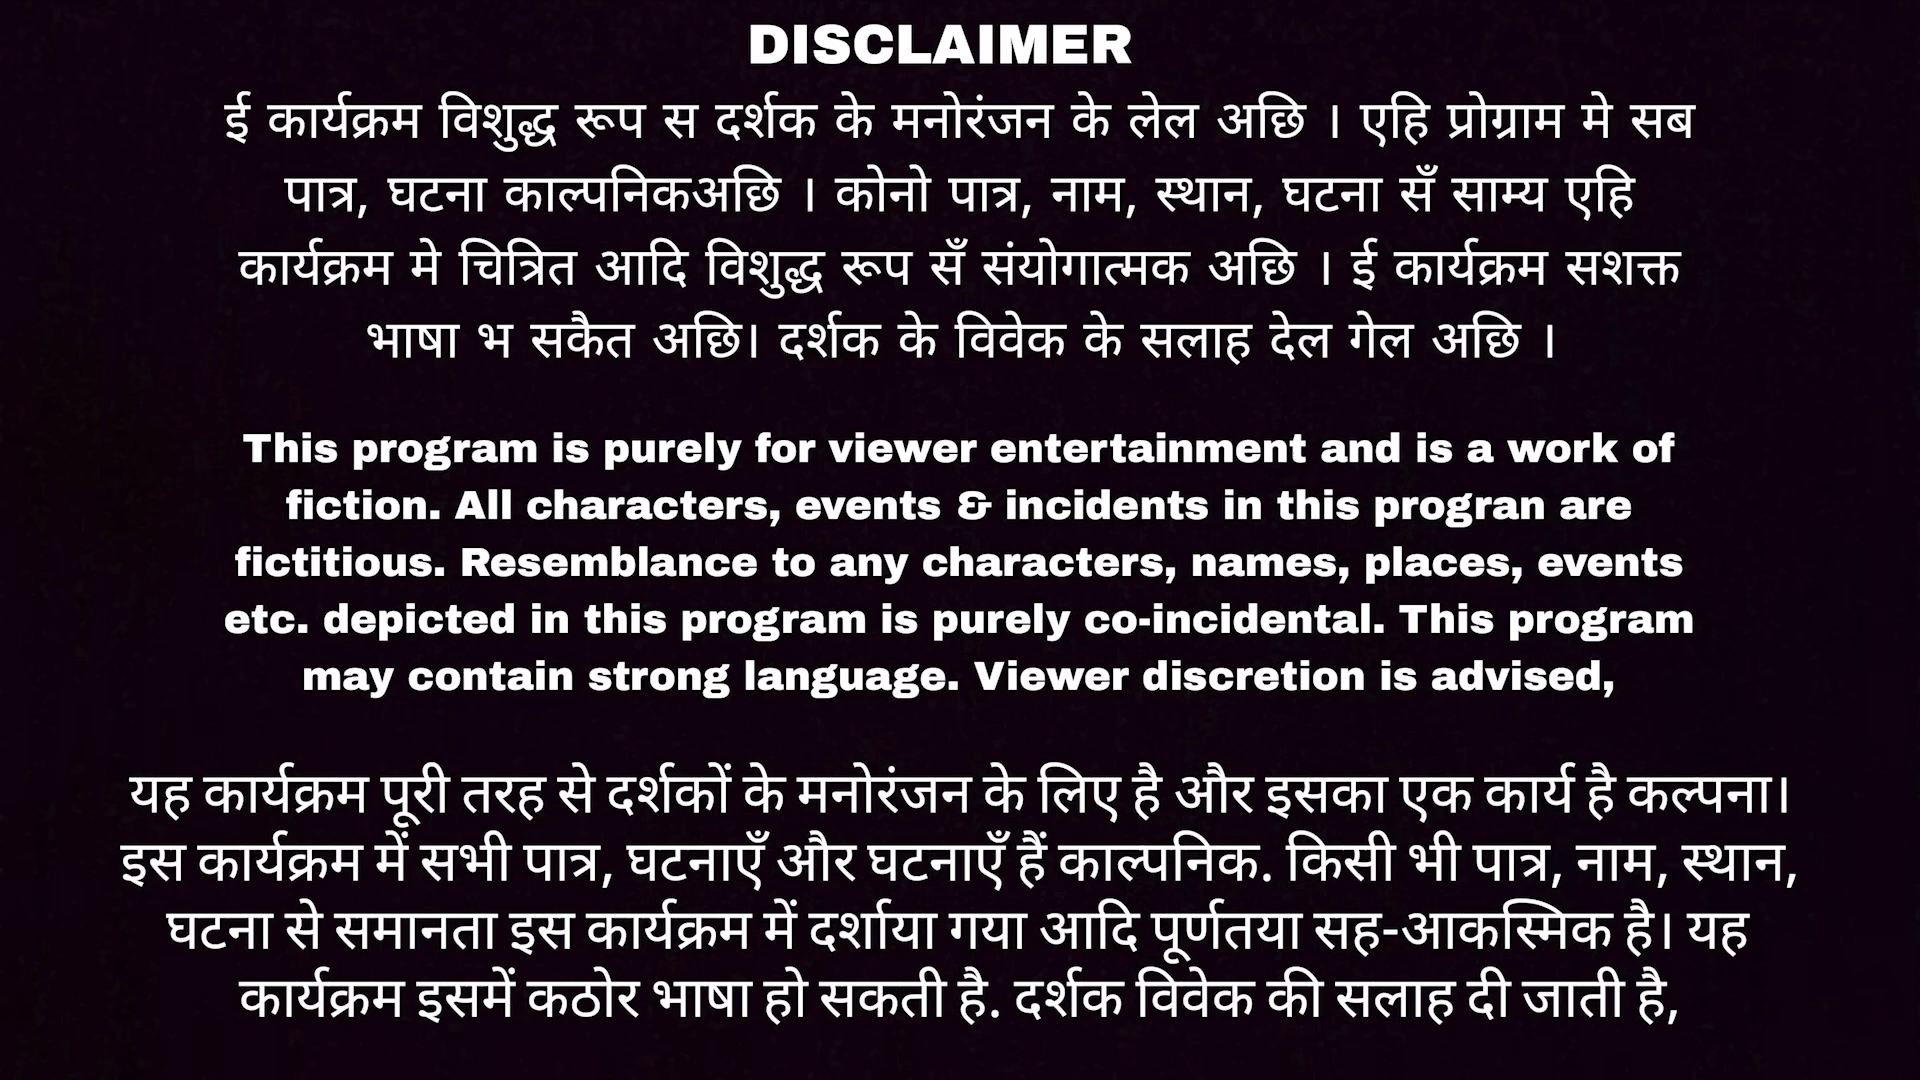 DISCLAIMER
ई कार्यक्रम विशुद्ध रूप स दर्शक के मनोरंजन के लेल अछि । एहि प्रोग्राम मे सब
पात्र, घटना काल्पनिकअछि । कोनो पात्र, नाम, स्थान, घटना सँ साम्य एहि
कार्यक्रम मे चित्रित आदि विशुद्ध रूप सँ संयोगात्मक अछि । ई कार्यक्रम सशक्त
भाषा भ सकैत अछि। दर्शक के विवेक के सलाह देल गेल अछि ।
This program is purely for viewer entertainment and is a work of
fiction. All characters, events & incidents in this progran are
fictitious. Resemblance to any characters, names, places, events
etc. depicted in this program is purely co-incidental. This program
may contain strong language. Viewer discretion is advised,
यह कार्यक्रम पूरी तरह से दर्शकों के मनोरंजन के लिए है और इसका एक कार्य है कल्पना।
इस कार्यक्रम में सभी पात्र, घटनाएँ और घटनाएँ हैं काल्पनिक. किसी भी पात्र, नाम, स्थान,
घटना से समानता इस कार्यक्रम में दर्शाया गया आदि पूर्णतया सह-आकस्मिक है। यह
कार्यक्रम इसमें कठोर भाषा हो सकती है. दर्शक विवेक की सलाह दी जाती है,